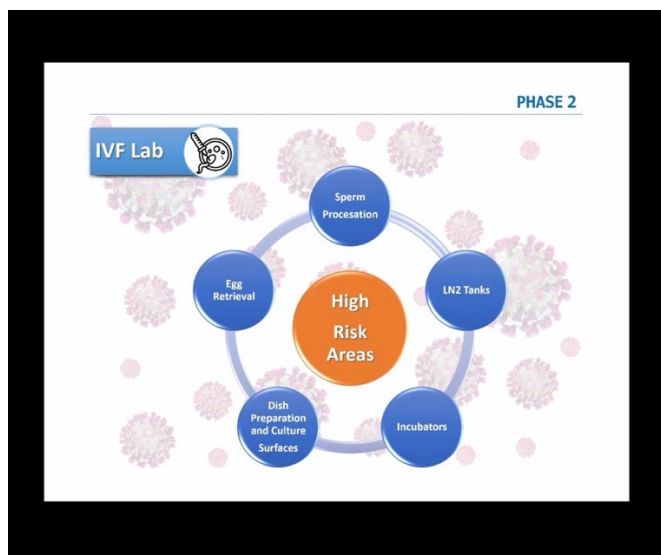 PHASE 2
IVF Lab
Sperm
Procesation
LN2 Tanks
Incubators
Dish
Preparation
and Culture
Surfaces
Egg
Retrieval
High
Risk
Areas